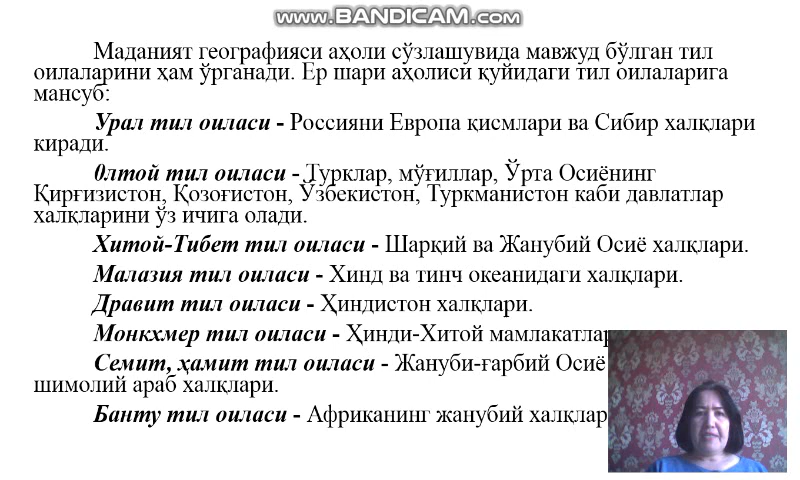 www.BANDICAM.com
Маданият географияси аҳоли сўзлашувида мавжуд бўлган тил
оилаларини ҳам ўрганади. Ер шари аҳолиси қуйидаги тил оилаларига
мансуб:
Урал тил оиласи - Россияни Европа қисмлари ва Сибир халқлари
киради.
0лтой тил оиласи - Турклар, мўғиллар, Ўрта Осиёнинг
Қирғизистон, Қозоғистон, Ўзбекистон, Туркманистон каби давлатлар
халқларини ўз ичига олади.
Хитой-Тибет тил оиласи - Шарқий ва Жанубий Осиё халқлари.
Малазия тил оиласи - Хинд ва тинч океанидаги халқлари.
Дравит тил оиласи - Ҳиндистон халқлари.
Монкхмер тил оиласи - Ҳинди-Хитой мамлакатлар
Семит, ҳамит тил оиласи - Жануби-ғарбий Осиё
шимолий араб халқлари.
Банту тил оиласи - Африканинг жанубий халқлар